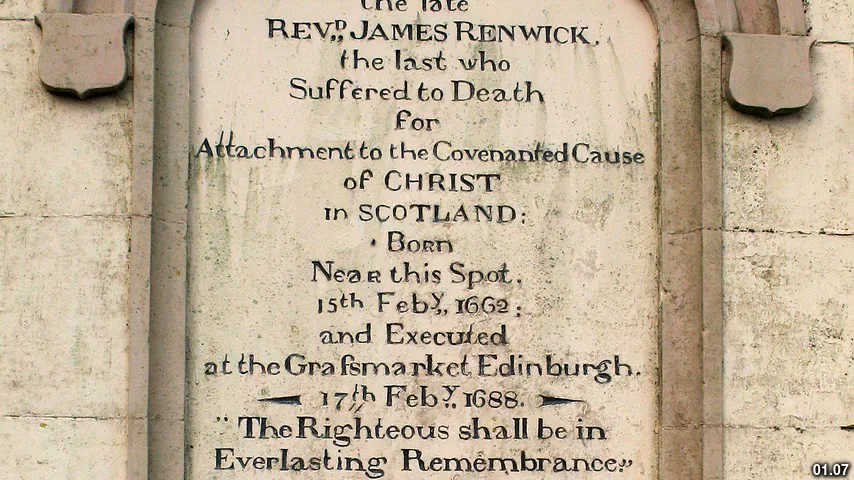 the late
REVD. JAMES RENWICK.
the last who
Suffered to Death
for
Attachment to the Covenanted Cause
of CHRIST
in SCOTLAND:
BORN
Near this Spot.
15th Feby., 1662:
and Executed
at the Graſsmarket Edinburgh.
17th Feby. 1688.
"The Righteous shall be in
Everlasting Remembrance."
01.07